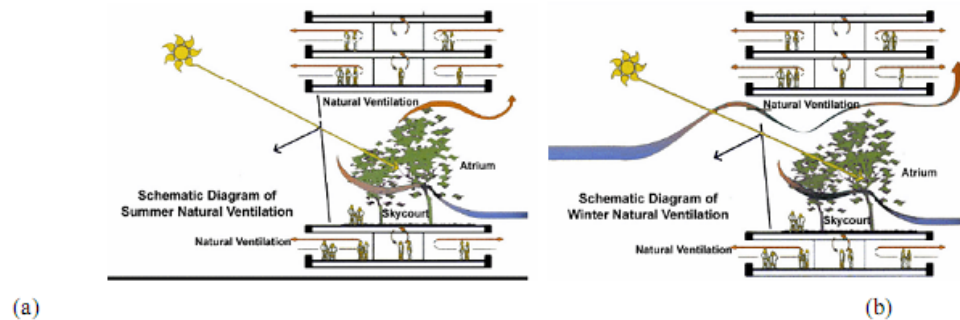 Natural Ventilation
Atrium
Schematic Diagram of
Summer Natural Ventilation
Skycourt
Natural Ventilation
(a)
Natural Ventilation
Atrium
Schematic Diagram of
Winter Natural Ventilation
Skycourt
Natural Ventilation
(b)